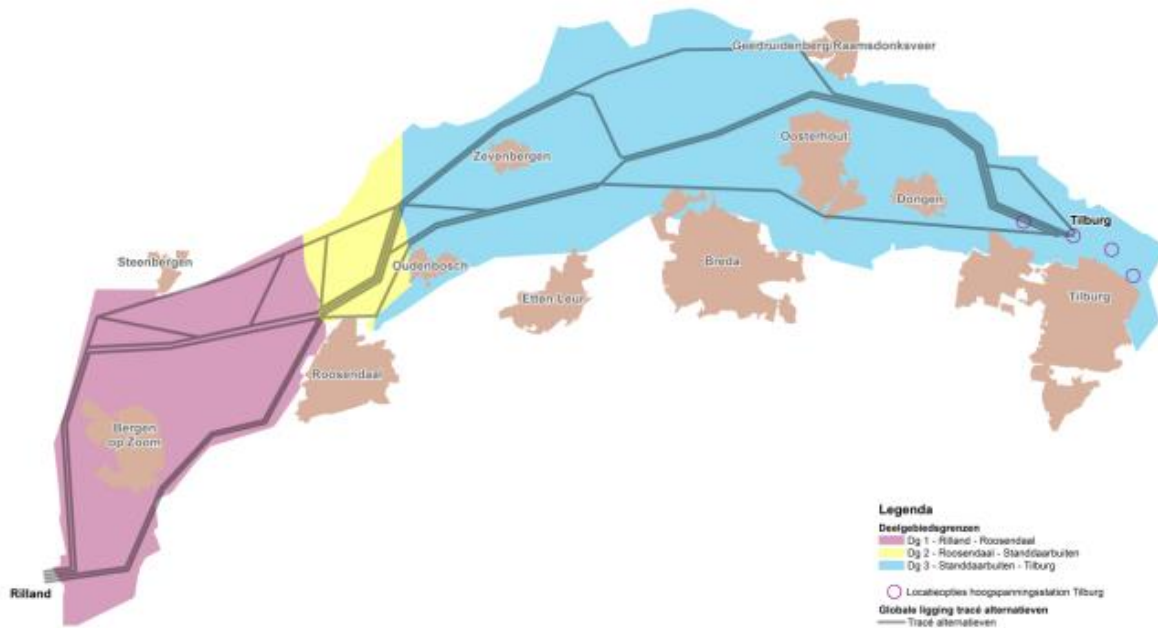 Geertruidenberg/Raamsdonksveer
Oosterhout
Zevenbergen
Dongen
Tilburg
Steenbergen
Oudenbosch
Breda
Etten Leur
Tilburg
Roosendaal
Bergen
op Zoom
Rilland
Legenda
Deelgebiedsgrenzen
Dg 1 - Rilland - Roosendaal
Dg 2 - Roosendaal - Standdaarbuiten
Dg 3 - Standdaarbuiten - Tilburg
Locatieopties hoogspanningsstation Tilburg
Globale ligging tracé alternatieven
Tracé alternatieven